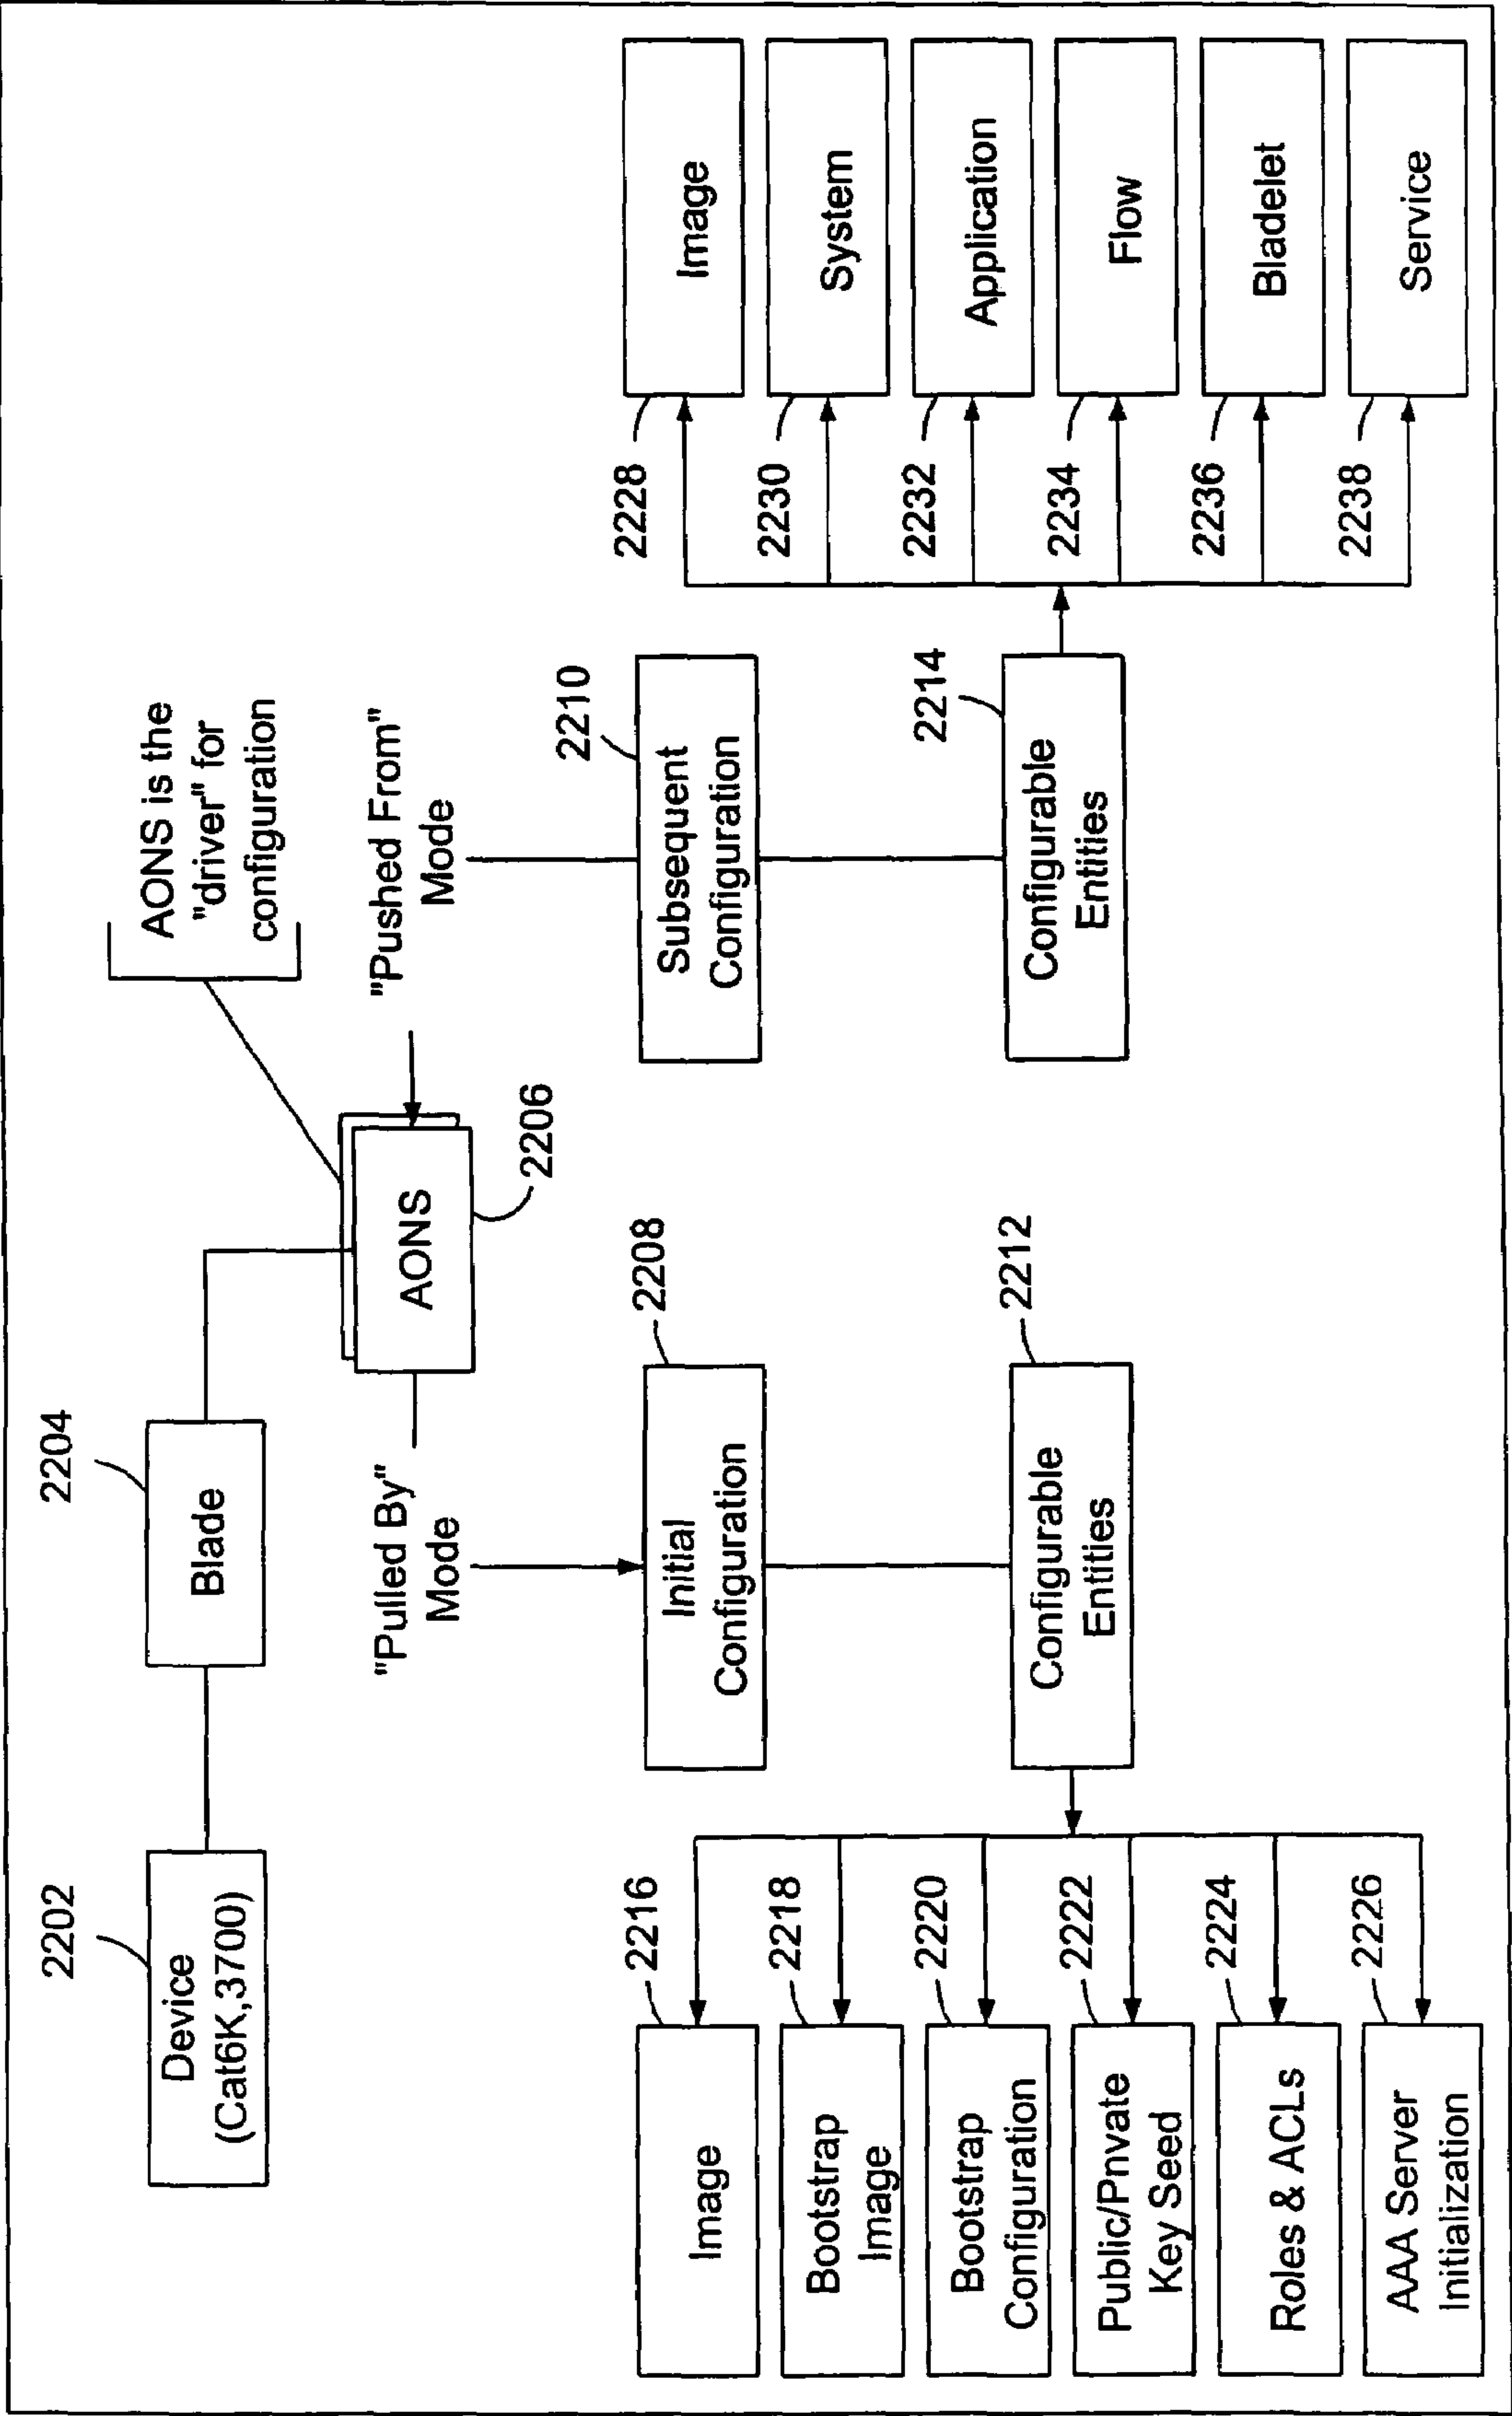 2202
Device
(Cat6K,3700)
2204
Blade
AONS is the
"driver" for
configuration
AONS
2206
"Pulled By"
Mode
"Pushed From"
Mode
2208
Initial
Configuration
2210
Subsequent
Configuration
2212
Configurable
Entities
2214
Configurable
Entities
2216
Image
2218
Bootstrap
Image
2220
Bootstrap
Configuration
2222
Public/Pnvate
Key Seed
2224
Roles & ACLs
2226
AAA Server
Initialization
2228
Image
2230
System
2232
Application
2234
Flow
2236
Bladelet
2238
Service